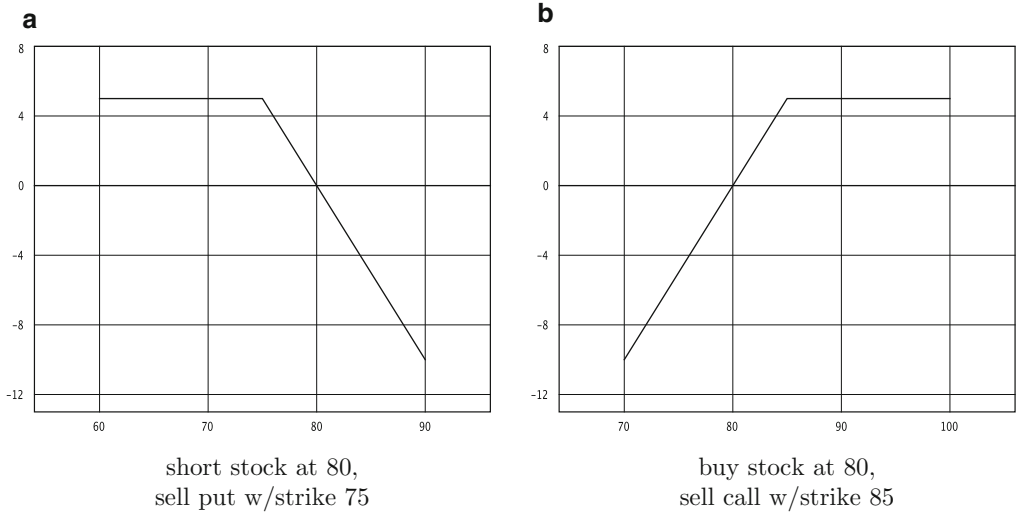 a
8
4
0
−4
−8
−12
60 70 80 90
short stock at 80,
sell put w/strike 75
b
8
4
0
−4
−8
−12
70 80 90 100
buy stock at 80,
sell call w/strike 85